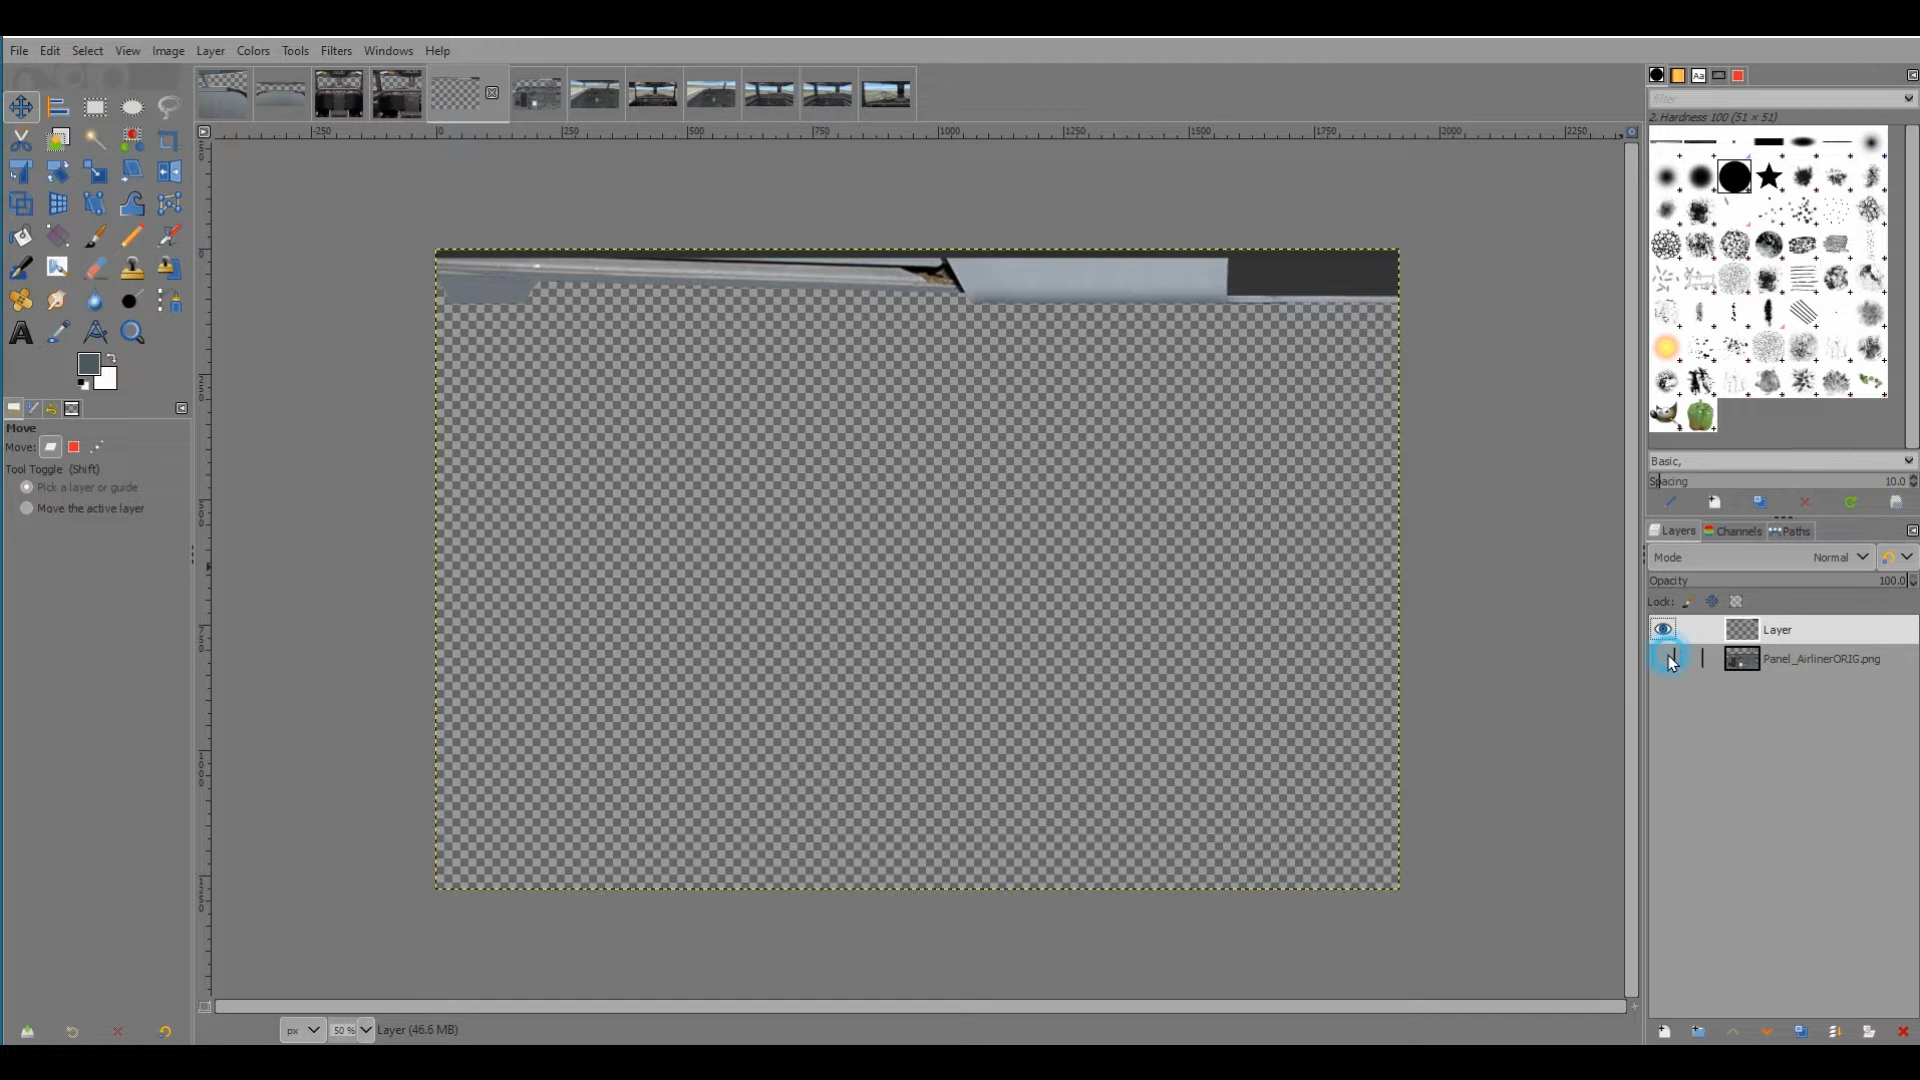 File Edit Select View Image Layer Colors Tools Filters Windows Help
Aa
filter
2. Hardness 100 (51 × 51)
-250 0 250 500 750 1000 1250 1500 1750 2000 2250
Move
Move:
Tool Toggle (Shift)
Pick a layer or guide
Move the active layer
Basic,
Spacing 10.0
Layers Channels Paths
Mode Normal
Opacity 100.0
Lock:
Layer
Panel_AirlinerORIG.png
px 50 % Layer (46.6 MB)